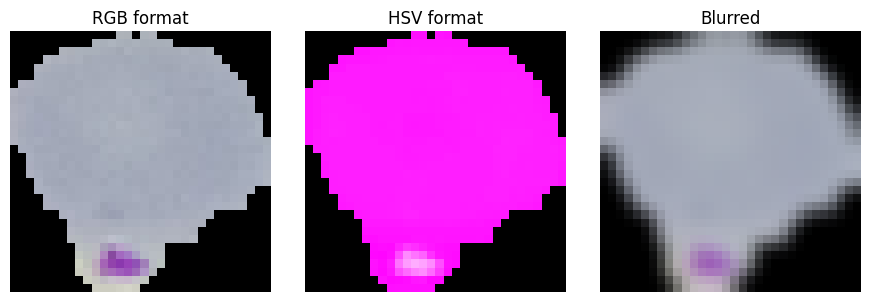 RGB format
HSV format
Blurred